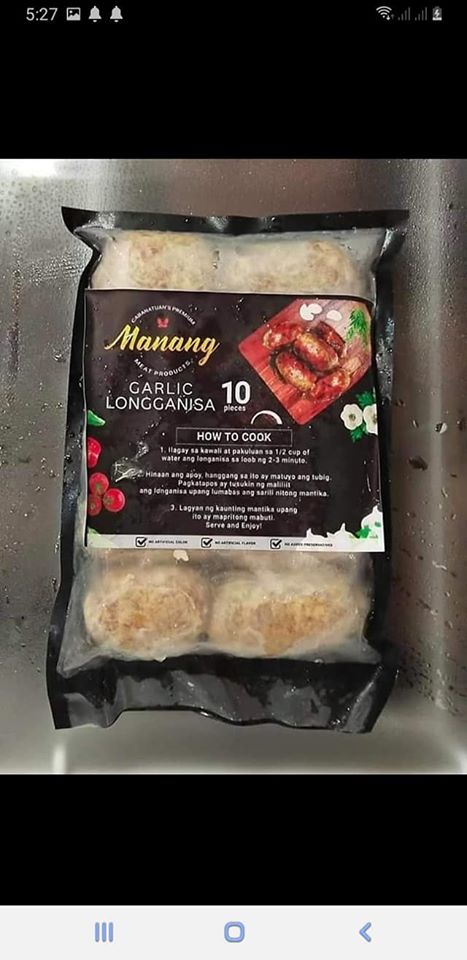 5:27
CABANATUAN'S PREMIUM
Manang
MEAT PRODUCTS
GARLIC
LONGGANISA
10
pieces
HOW TO COOK
1. Ilagay sa kawali at pakuluan sa 1/2 cup of
water ang longanisa sa loob ng 2-3 minuto.
2. Hinaan ang apoy, hanggang sa ito ay matuyo ang tubig.
Pagkatapos ay tusukin ng maliliit
ang longanisa upang lumabas ang sarili nitong mantika.
3. Lagyan ng kaunting mantika upang
ito ay mapritong mabuti.
Serve and Enjoy!
NO ARTIFICIAL COLOR
NO ARTIFICIAL FLAVOR
NO ADDED PRESERVATIVES